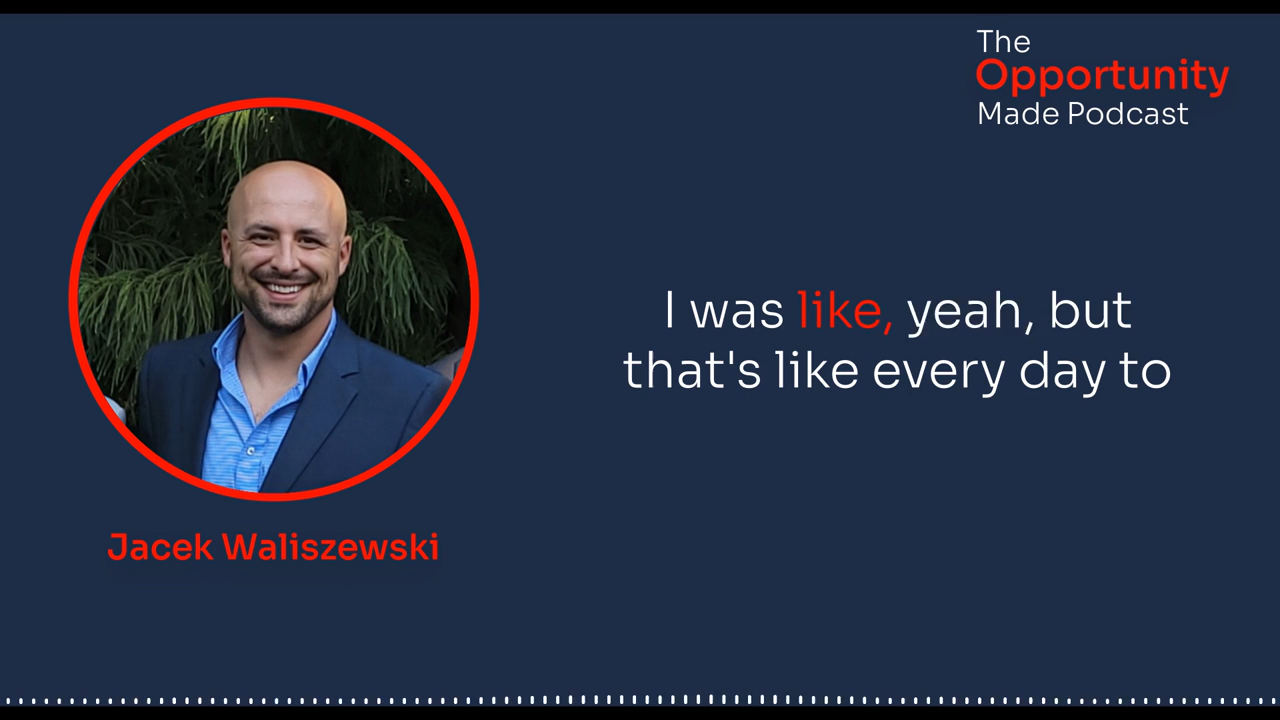 The
Opportunity
Made Podcast
I was like, yeah, but
that's like every day to
Jacek Waliszewski